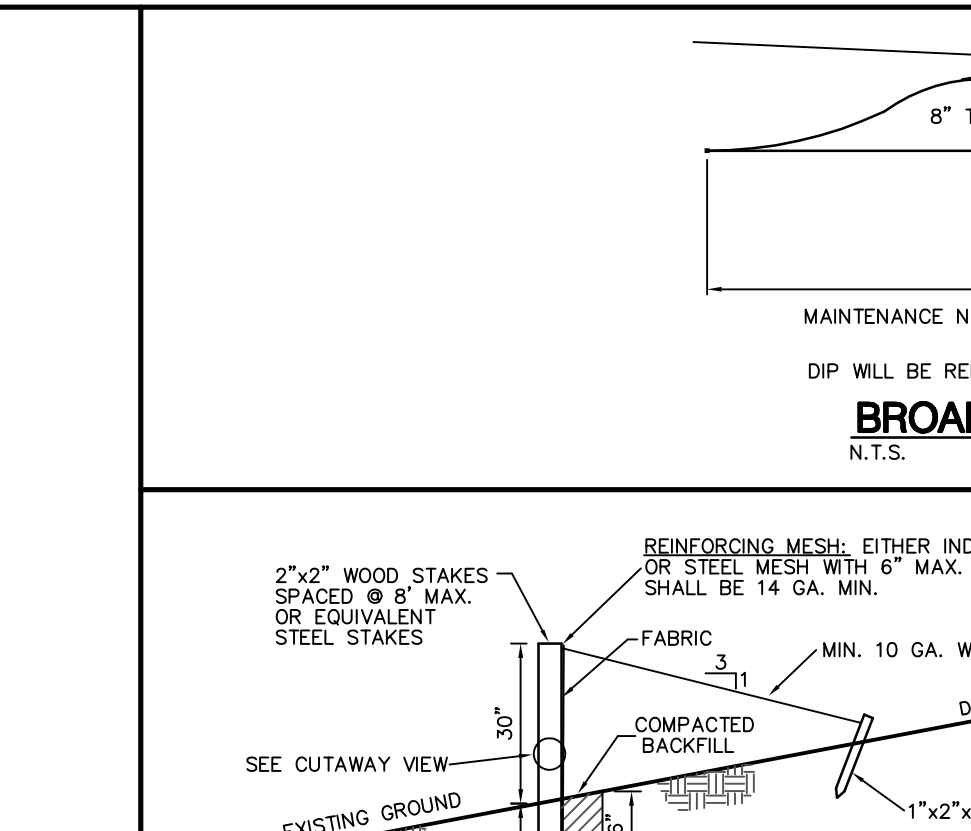 8" T
MAINTENANCE N
DIP WILL BE RE
BROA
N.T.S.
REINFORCING MESH: EITHER IND
OR STEEL MESH WITH 6" MAX.
SHALL BE 14 GA. MIN.
2"x2" WOOD STAKES
SPACED @ 8' MAX.
OR EQUIVALENT
STEEL STAKES
FABRIC
MIN. 10 GA. W
3
1
30"
COMPACTED
BACKFILL
D
SEE CUTAWAY VIEW
EXISTING GROUND
1"x2"x